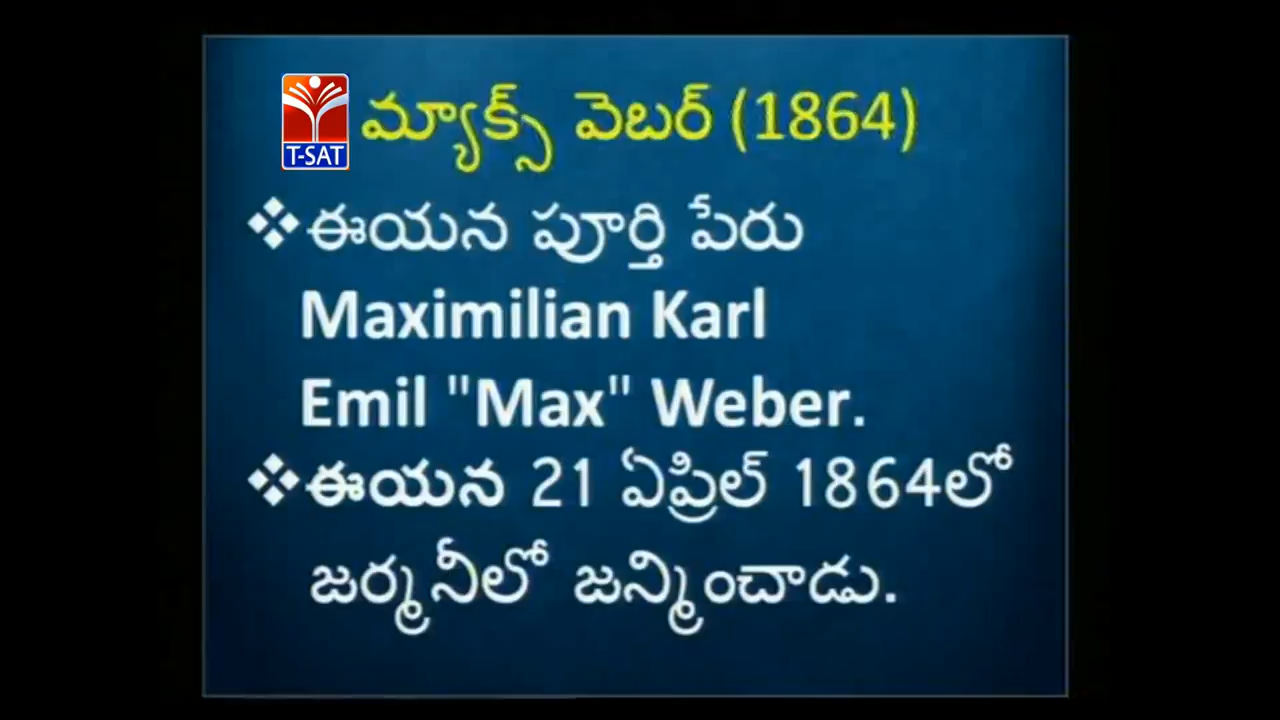 T-SAT
మ్యాక్స్ వెబర్ (1864)
❖ఈయన పూర్తి పేరు
Maximilian Karl
Emil "Max" Weber.
❖ఈయన 21 ఏప్రిల్ 1864లో
జర్మనీలో జన్మించాడు.